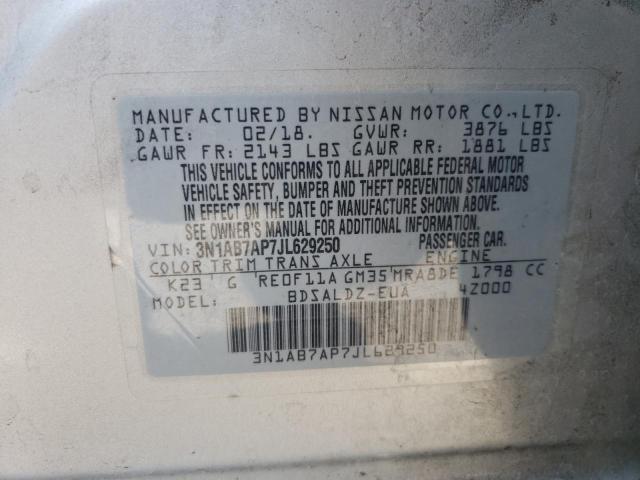 MANUFACTURED BY NISSAN MOTOR CO., LTD.
DATE: 02/18. GVWR: 3876 LBS
GAWR FR: 2143 LBS GAWR RR: 1881 LBS
THIS VEHICLE CONFORMS TO ALL APPLICABLE FEDERAL MOTOR
VEHICLE SAFETY, BUMPER AND THEFT PREVENTION STANDARDS
IN EFFECT ON THE DATE OF MANUFACTURE SHOWN ABOVE.
SEE OWNER'S MANUAL FOR ADDITIONAL INFORMATION.
VIN: 3N1AB7AP7JL629250 PASSENGER CAR.
COLOR TRIM TRANS AXLE ENGINE
K23 G RE0F11A GM35 MRA8DE 1798 CC
MODEL: BDSALDZ-EUA 4Z000
3N1AB7AP7JL629250